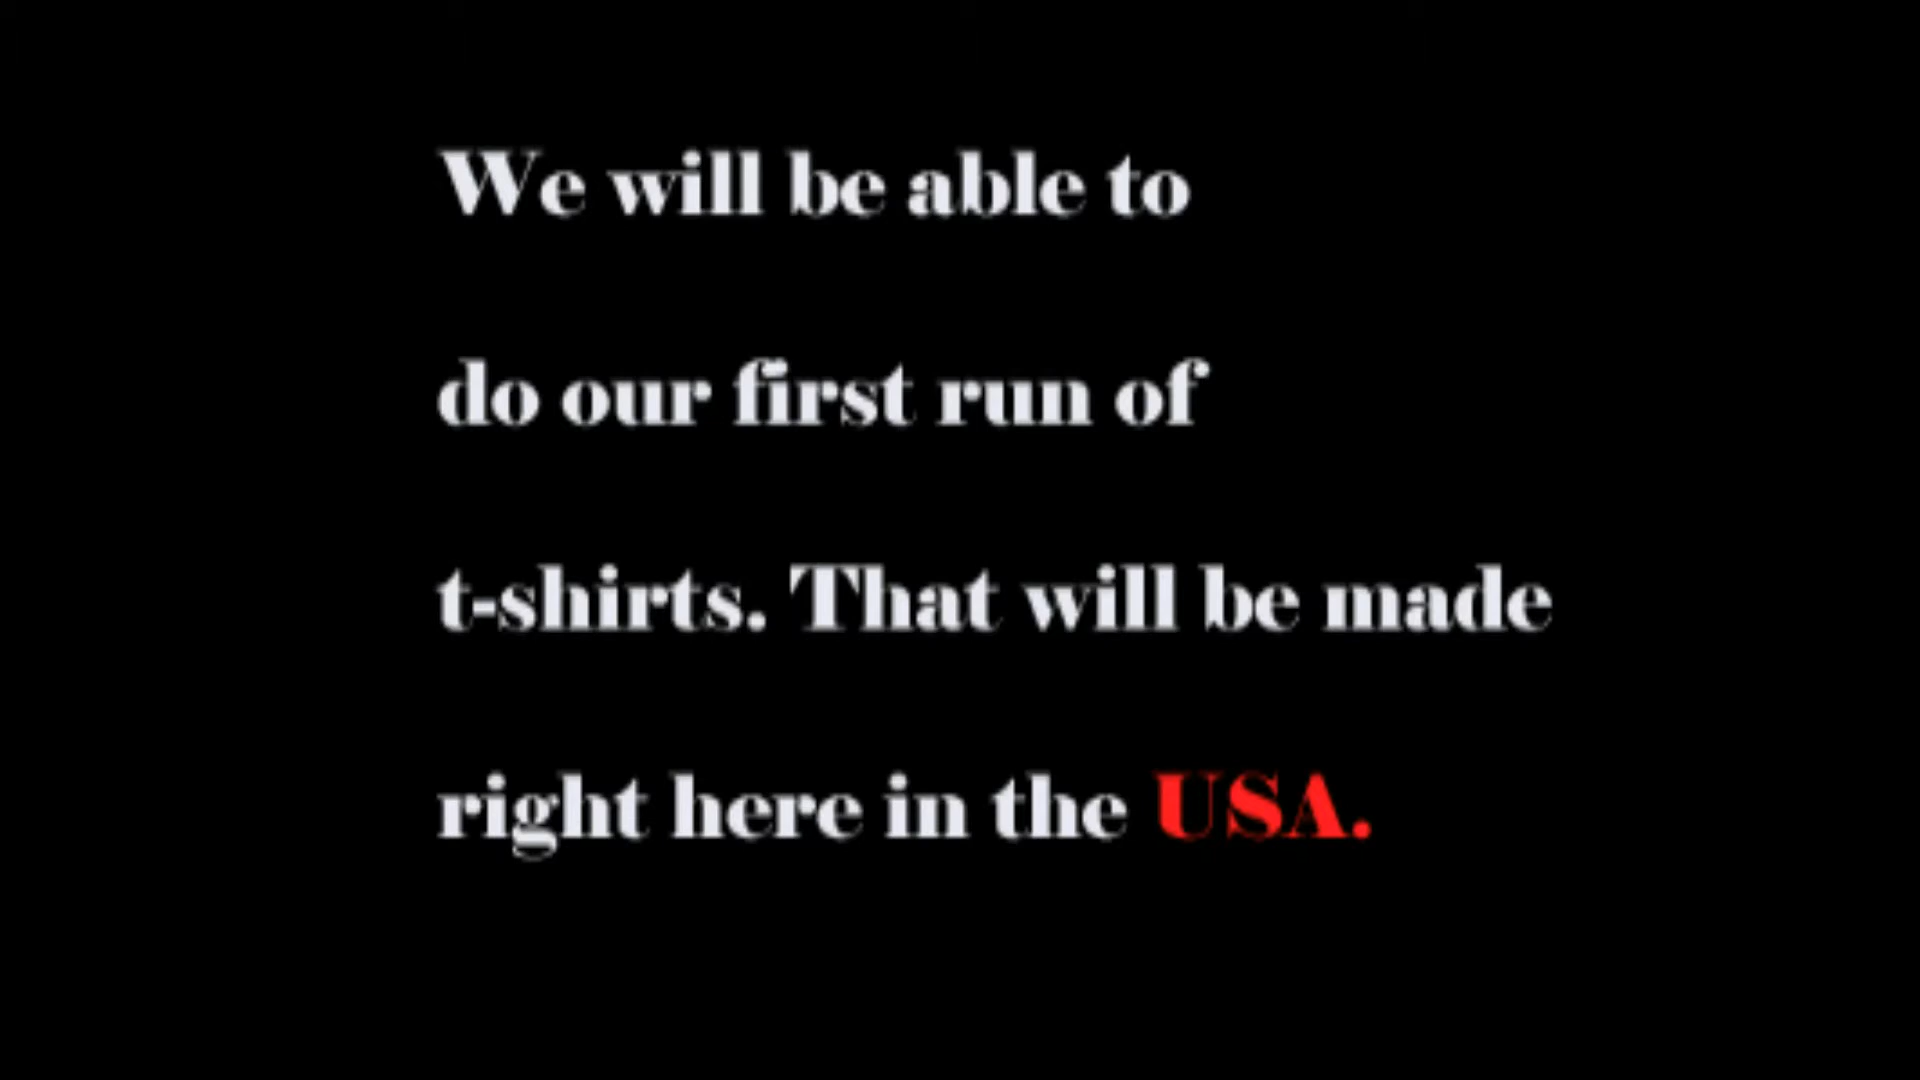 We will be able to
do our first run of
t-shirts. That will be made
right here in the USA.